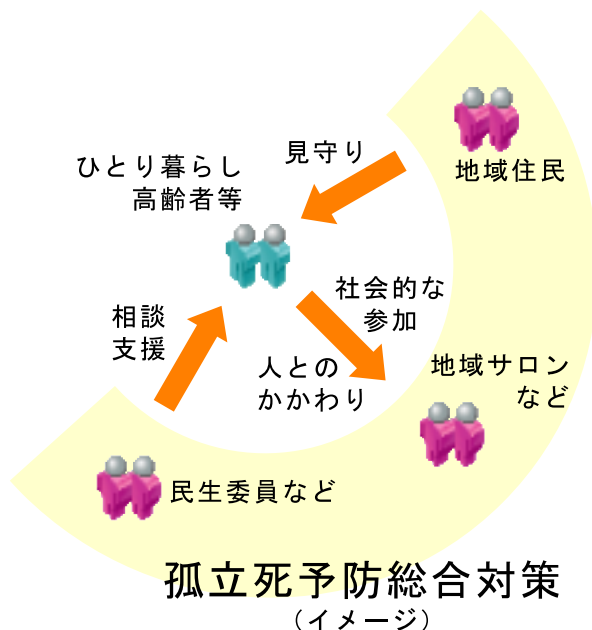 見守り
地域住民
ひとり暮らし
高齢者等
社会的な
参加
相談
支援
人との
かかわり
地域サロン
など
民生委員など
孤立死予防総合対策
（イメージ）